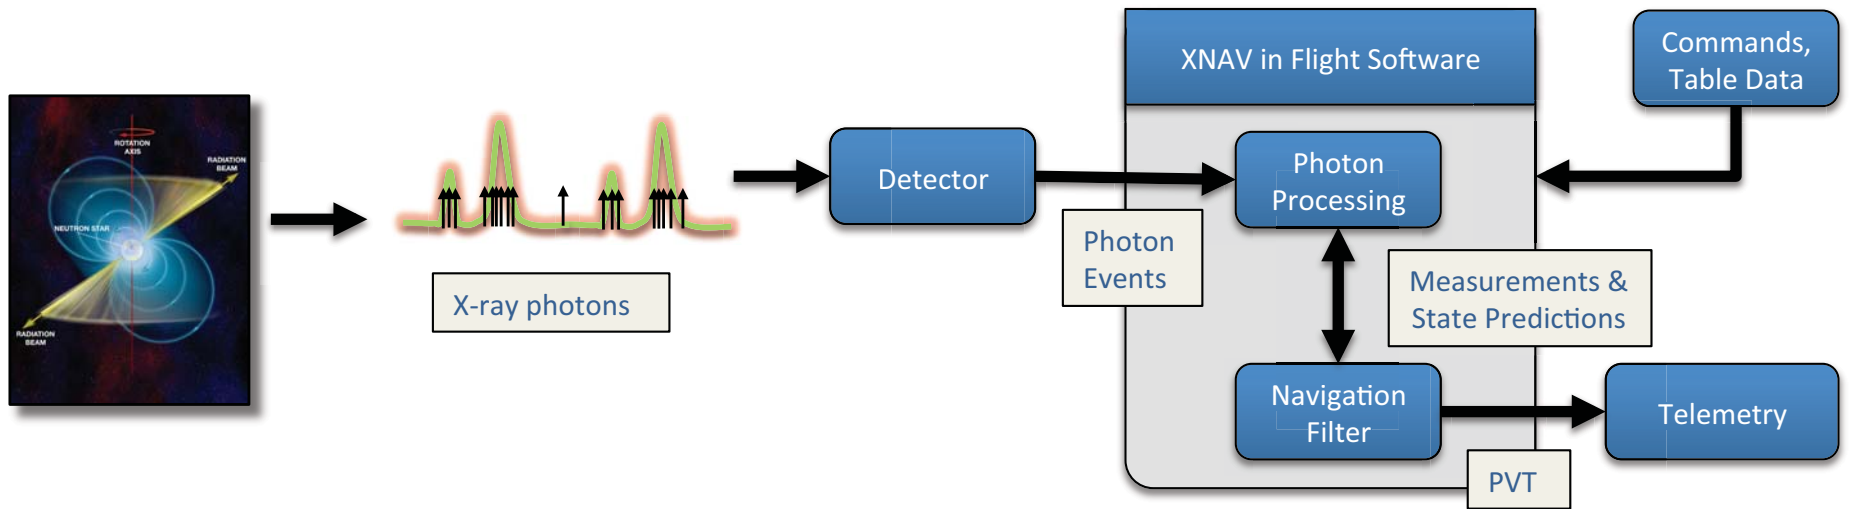 ROTATION
AXIS
RADIATION
BEAM
NEUTRON STAR
RADIATION
BEAM
X-ray photons
Detector
Photon
Events
XNAV in Flight Software
Photon
Processing
Measurements &
State Predictions
Navigation
Filter
PVT
Commands,
Table Data
Telemetry